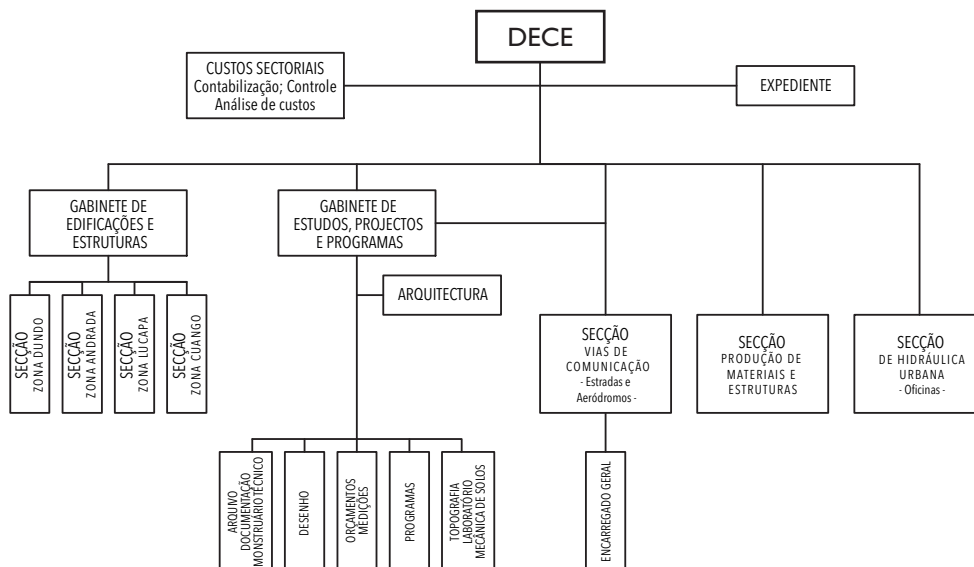 DECE
CUSTOS SECTORIAIS
Contabilização; Controle
Análise de custos
EXPEDIENTE
GABINETE DE
EDIFICAÇÕES E
ESTRUTURAS
GABINETE DE
ESTUDOS, PROJECTOS
E PROGRAMAS
ARQUITECTURA
SECÇÃO
ZONA DUNDO
SECÇÃO
ZONA ANDRADA
SECÇÃO
ZONA LUCAPA
SECÇÃO
ZONA CUANGO
SECÇÃO
VIAS DE
COMUNICAÇÃO
- Estradas e
Aeródromos -
SECÇÃO
PRODUÇÃO DE
MATERIAIS E
ESTRUTURAS
SECÇÃO
DE HIDRÁULICA
URBANA
- Oficinas -
ARQUIVO
DOCUMENTAÇÃO
MONSTRUÁRIO TÉCNICO
DESENHO
ORÇAMENTOS
MEDIÇÕES
PROGRAMAS
TOPOGRAFIA
LABORATÓRIO
MECÂNICA DE SOLOS
ENCARREGADO GERAL